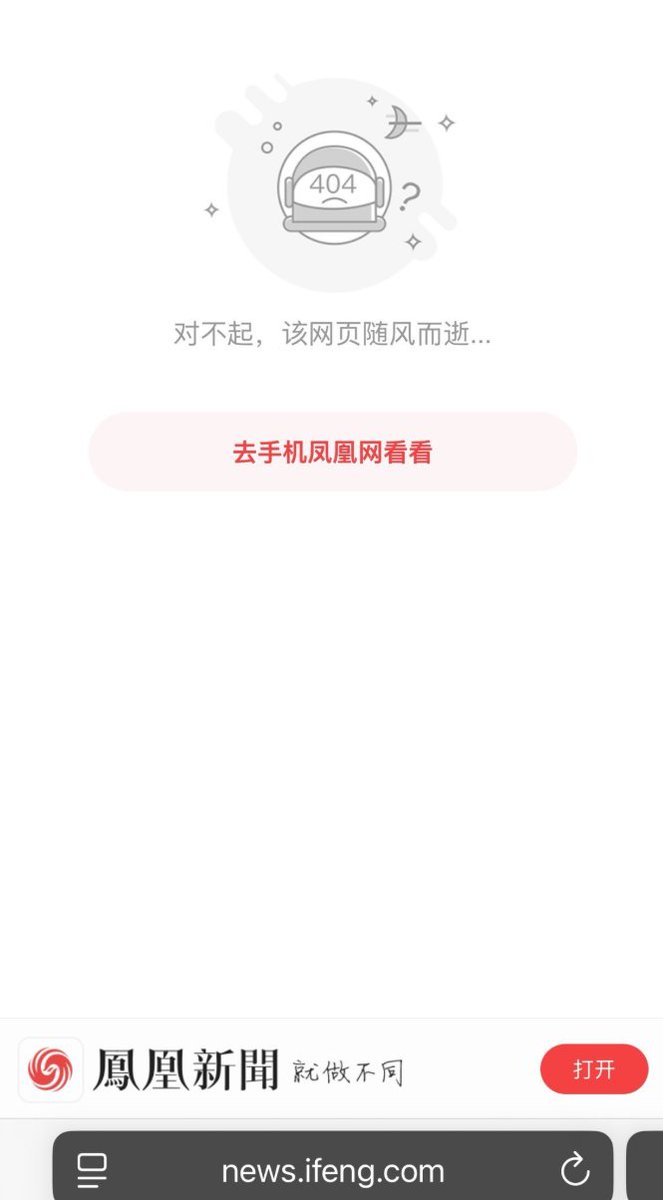 404
?
对不起，该网页随风而逝...
去手机凤凰网看看
鳳凰新聞 就做不同
打开
news.ifeng.com